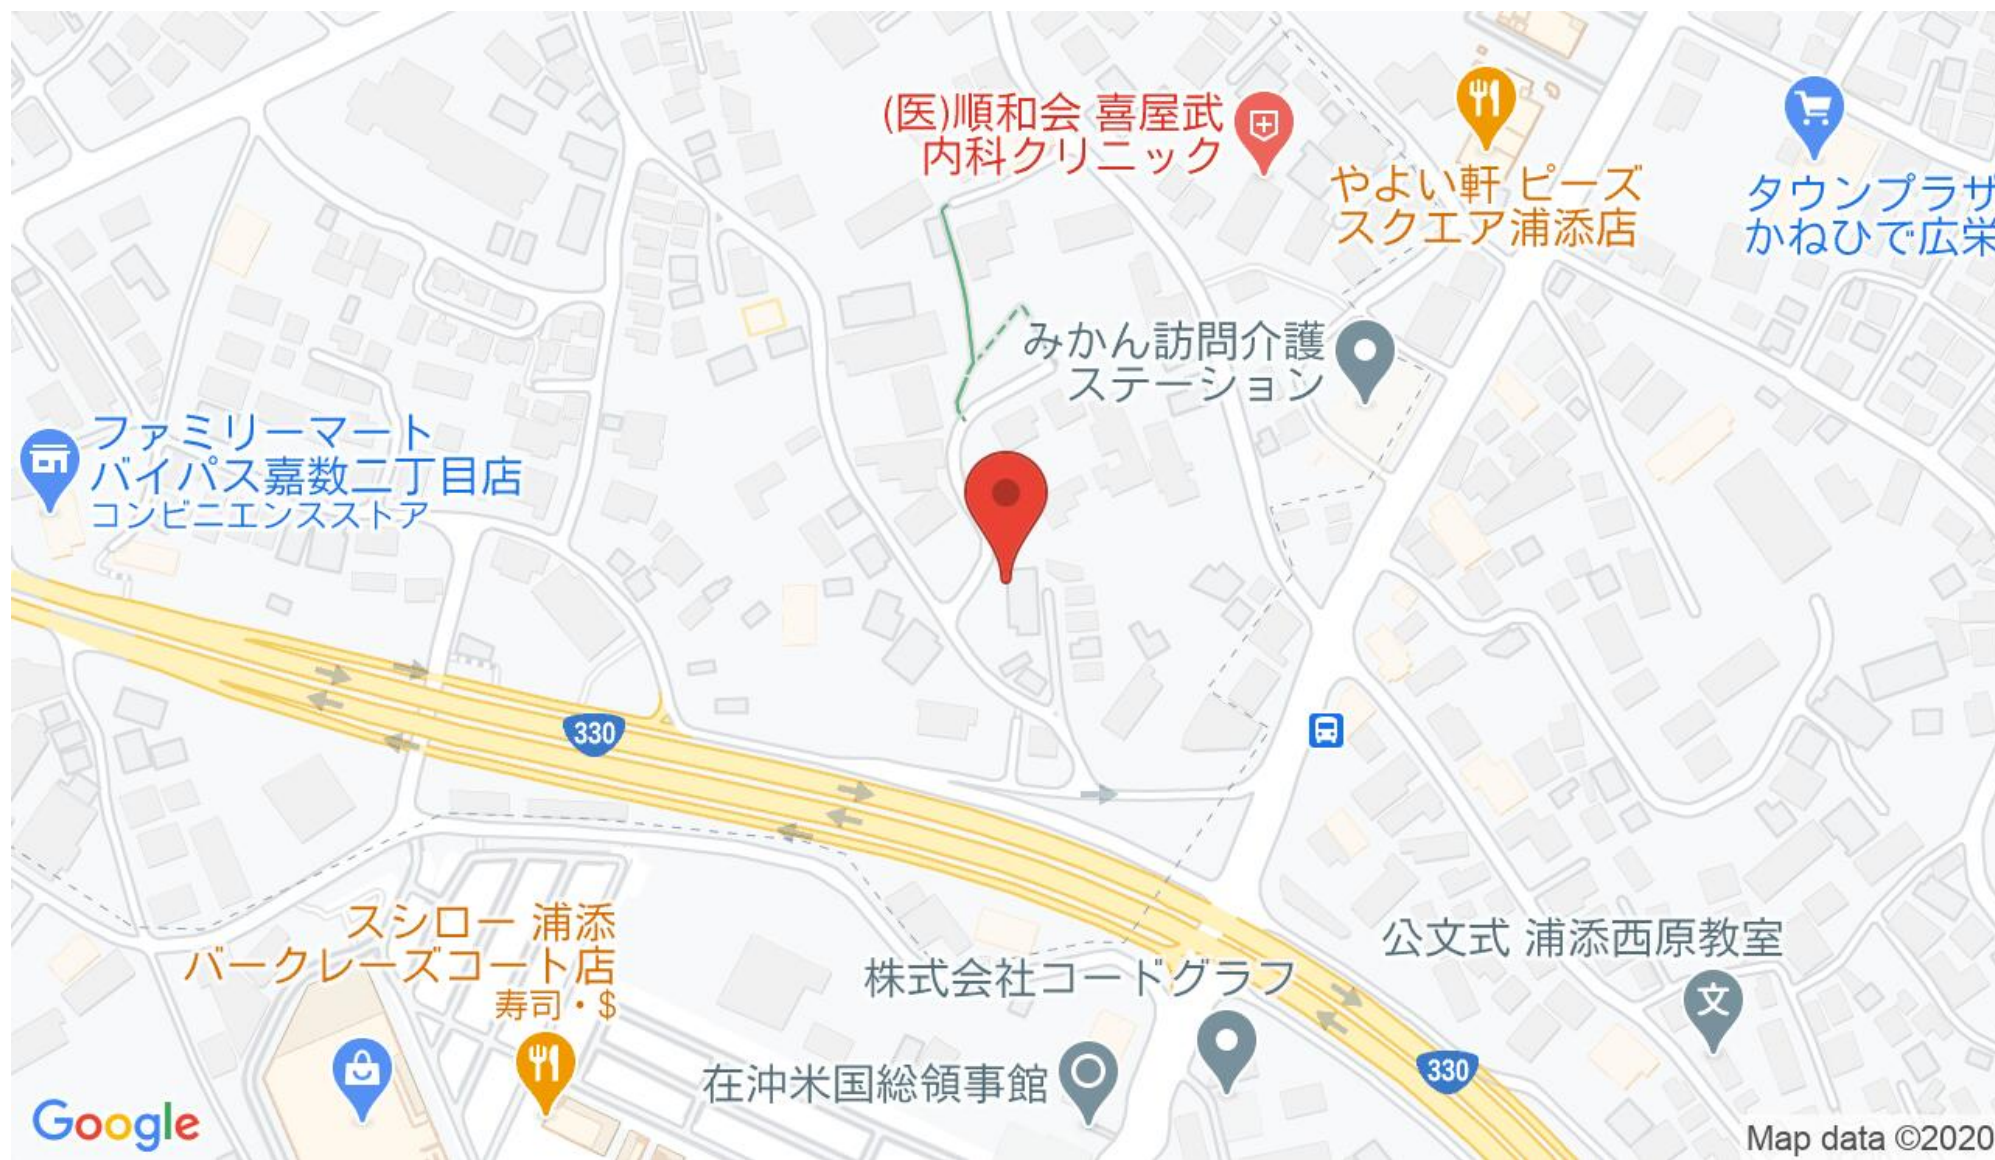 (医)順和会 喜屋武
内科クリニック
やよい軒 ピーズ
スクエア浦添店
タウンプラザ
かねひで広栄
みかん訪問介護
ステーション
ファミリーマート
バイパス嘉数二丁目店
コンビニエンスストア
330
スシロー 浦添
バークレーズコート店
寿司・$
公文式 浦添西原教室
文
株式会社コードグラフ
在沖米国総領事館
330
Google
Map data ©2020